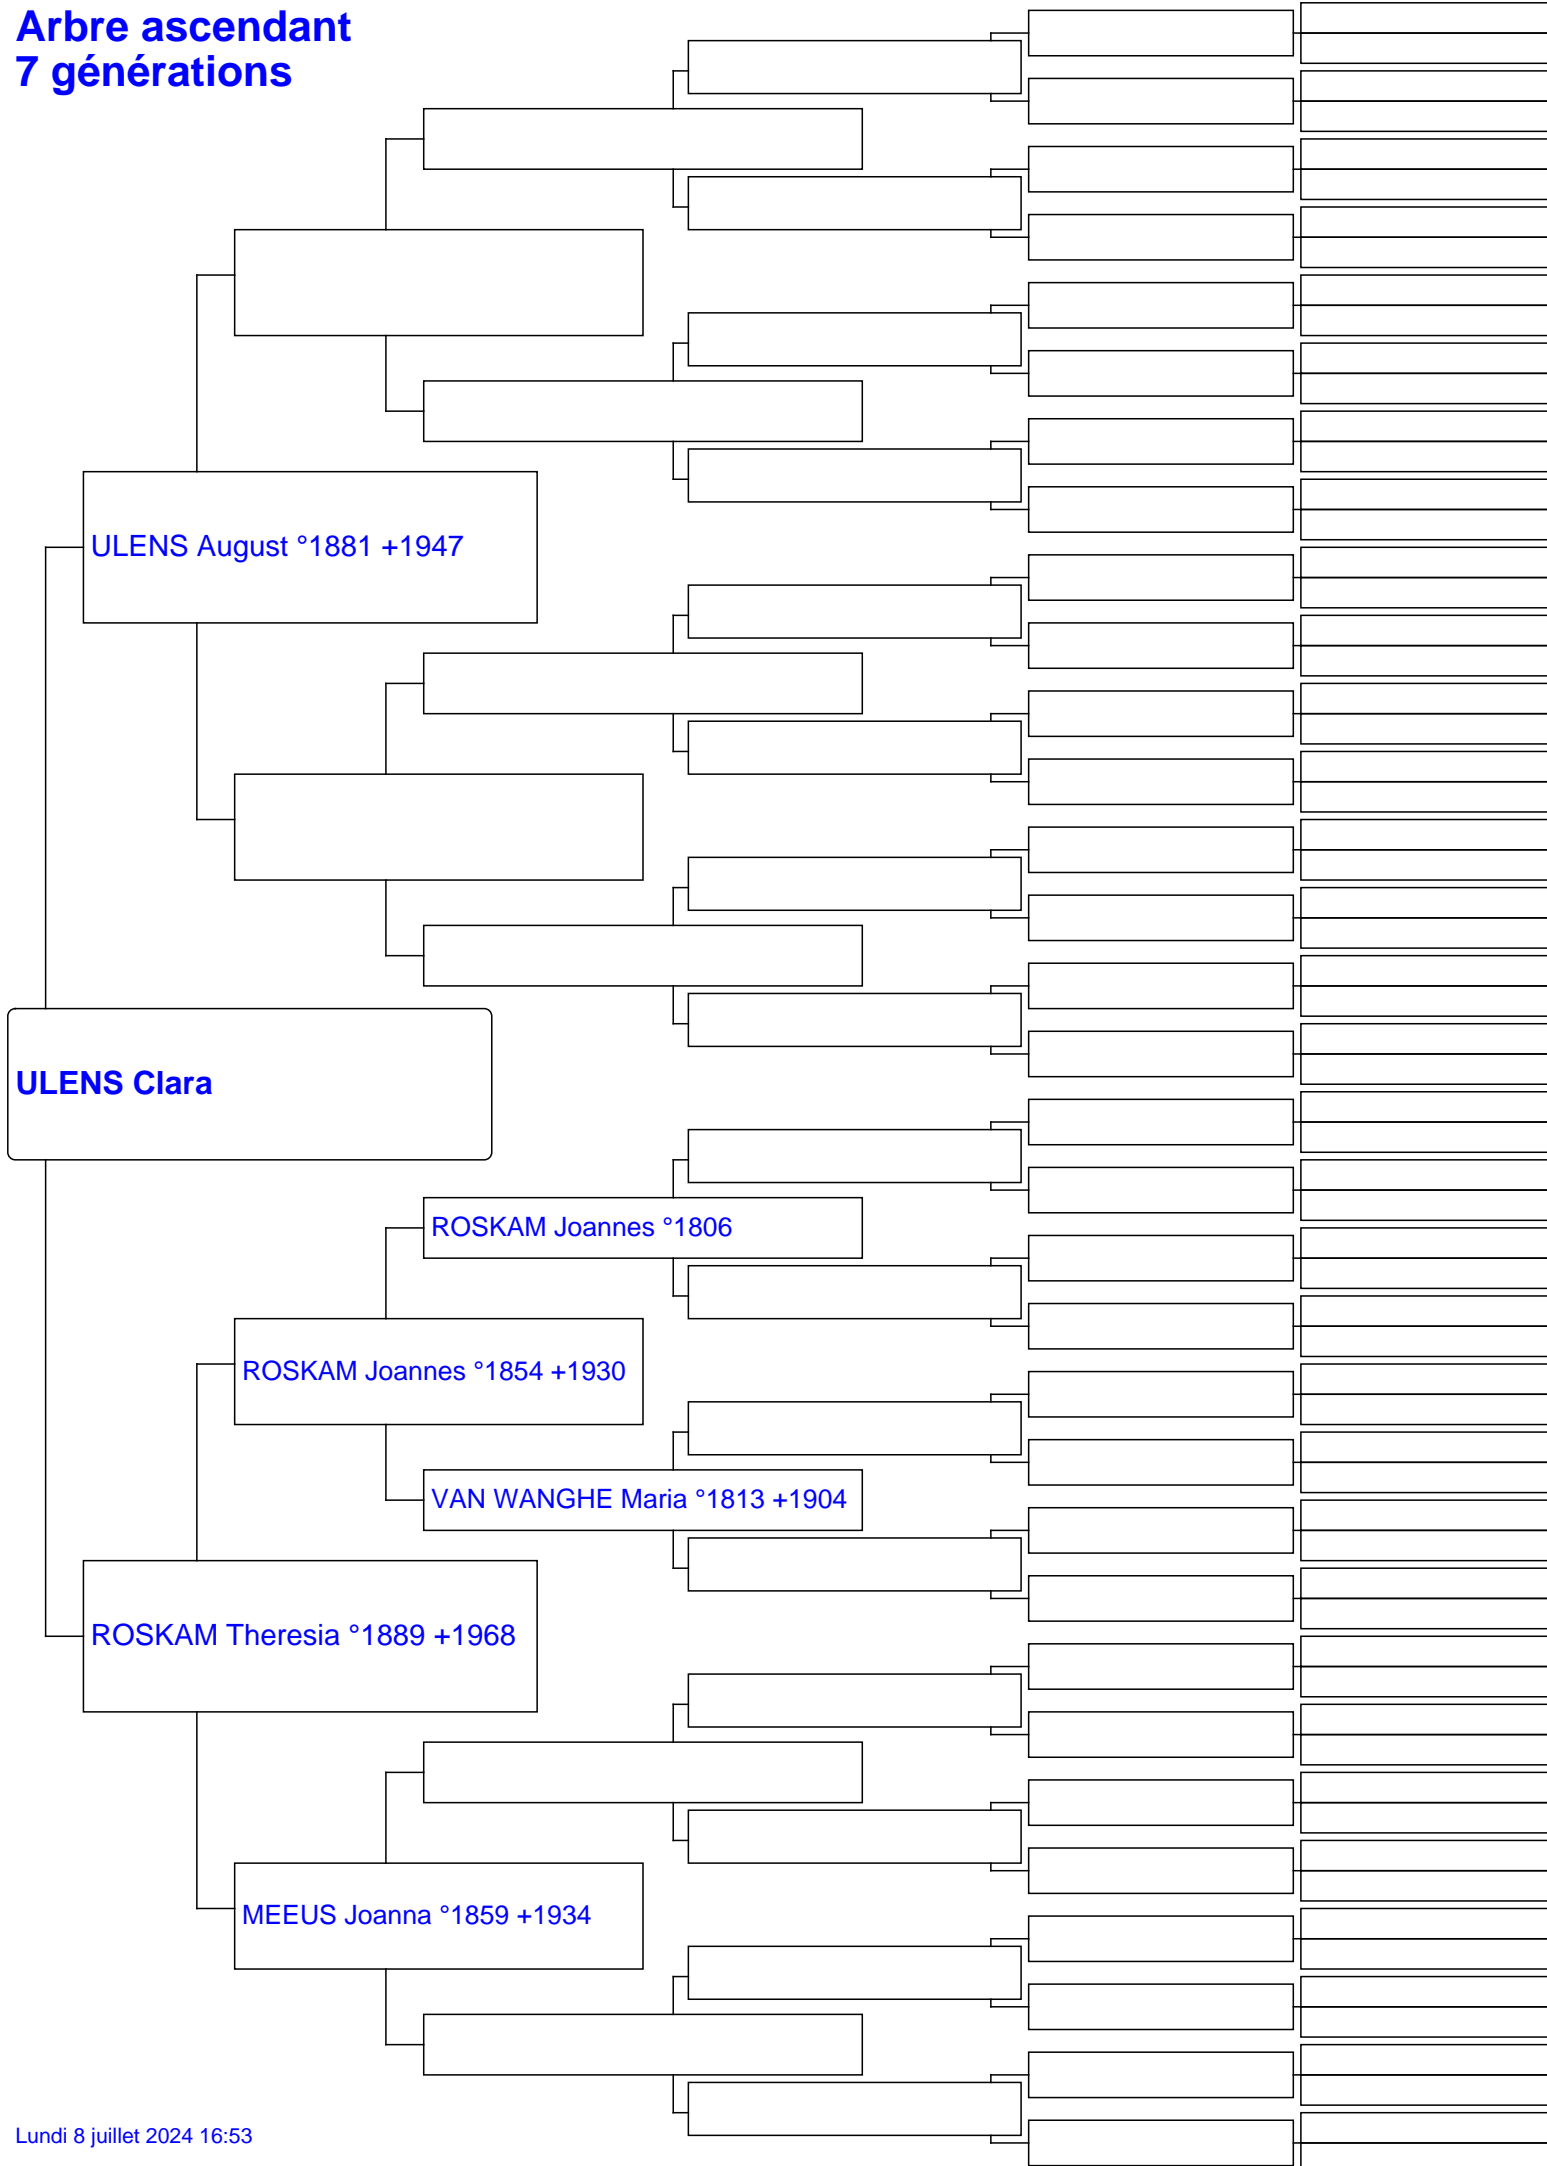 Arbre ascendant
7 générations
ULENS August °1881 +1947
ULENS Clara
ROSKAM Joannes °1806
ROSKAM Joannes °1854 +1930
VAN WANGHE Maria °1813 +1904
ROSKAM Theresia °1889 +1968
MEEUS Joanna °1859 +1934
Lundi 8 juillet 2024 16:53